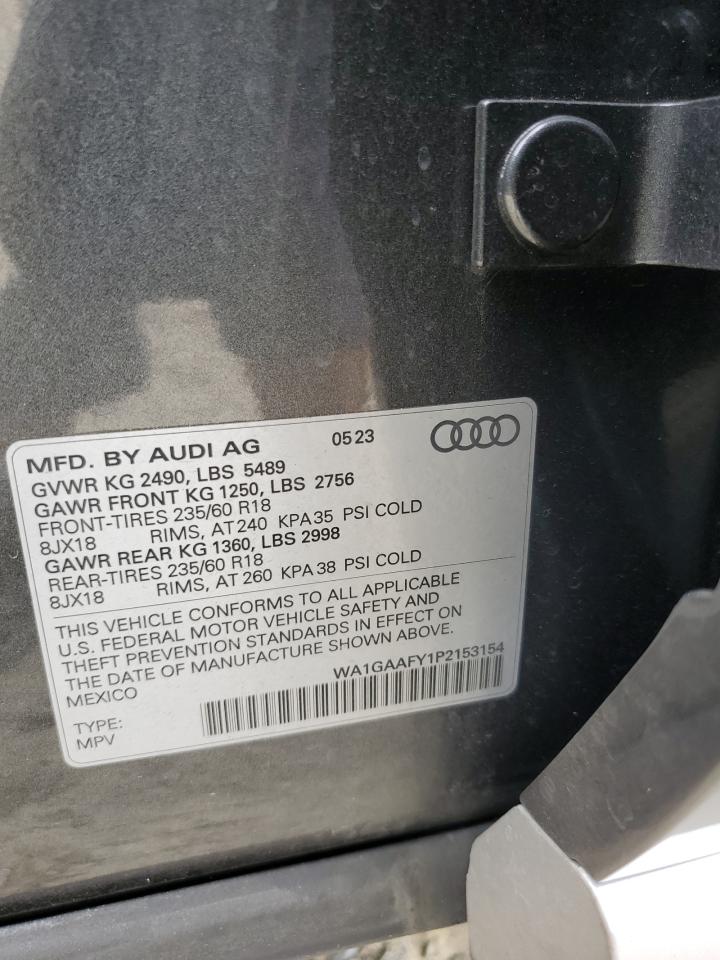 MFD. BY AUDI AG 05 23
GVWR KG 2490, LBS 5489
GAWR FRONT KG 1250, LBS 2756
FRONT-TIRES 235/60 R18
8JX18 RIMS, AT 240 KPA 35 PSI COLD
GAWR REAR KG 1360, LBS 2998
REAR-TIRES 235/60 R18
8JX18 RIMS, AT 260 KPA 38 PSI COLD
THIS VEHICLE CONFORMS TO ALL APPLICABLE
U.S. FEDERAL MOTOR VEHICLE SAFETY AND
THEFT PREVENTION STANDARDS IN EFFECT ON
THE DATE OF MANUFACTURE SHOWN ABOVE.
MEXICO WA1GAAFY1P2153154
TYPE:
MPV